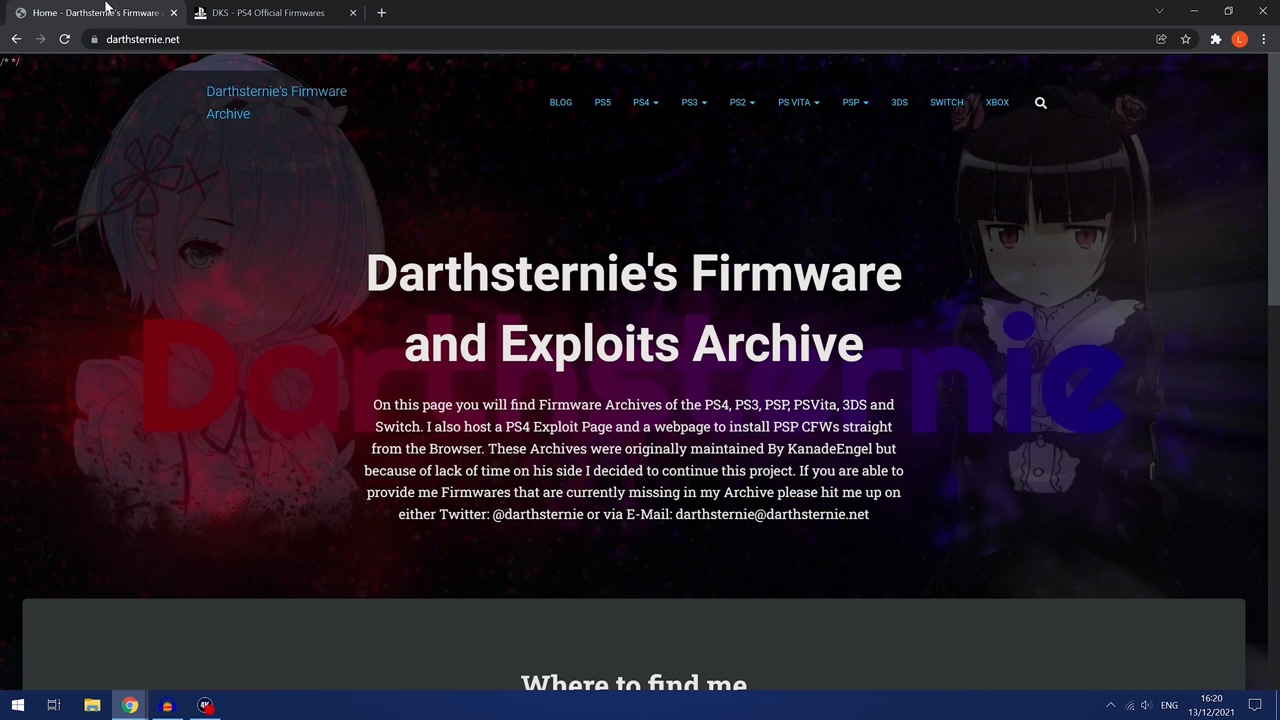 Home - Darthsternie's Firmware A
DKS - PS4 Official Firmwares
darthsternie.net
L
/* */
Darthsternie's Firmware
Archive
BLOG PS5 PS4 PS3 PS2 PS VITA PSP 3DS SWITCH XBOX
Darthsternie's Firmware
and Exploits Archive
Darthsternie
On this page you will find Firmware Archives of the PS4, PS3, PSP, PSVita, 3DS and
Switch. I also host a PS4 Exploit Page and a webpage to install PSP CFWs straight
from the Browser. These Archives were originally maintained By KanadeEngel but
because of lack of time on his side I decided to continue this project. If you are able to
provide me Firmwares that are currently missing in my Archive please hit me up on
either Twitter: @darthsternie or via E-Mail: darthsternie@darthsternie.net
Where to find me
ENG
16:20
13/12/2021